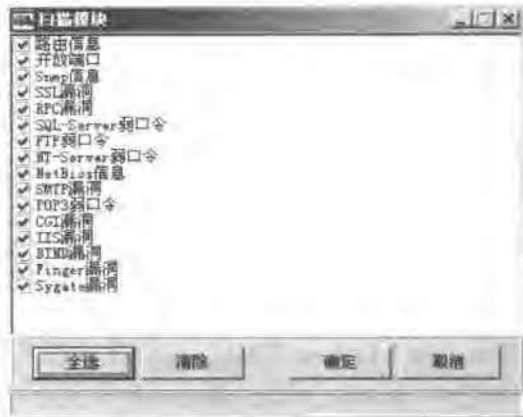 扫描模块
路由信息
开放端口
Snmp信息
SSL漏洞
RPC漏洞
SQL-Server弱口令
FTP弱口令
NT-Server弱口令
NetBios信息
SMTP漏洞
POP3弱口令
CGI漏洞
IIS漏洞
BIND漏洞
Finger漏洞
Sygate漏洞
全选
清除
确定
取消